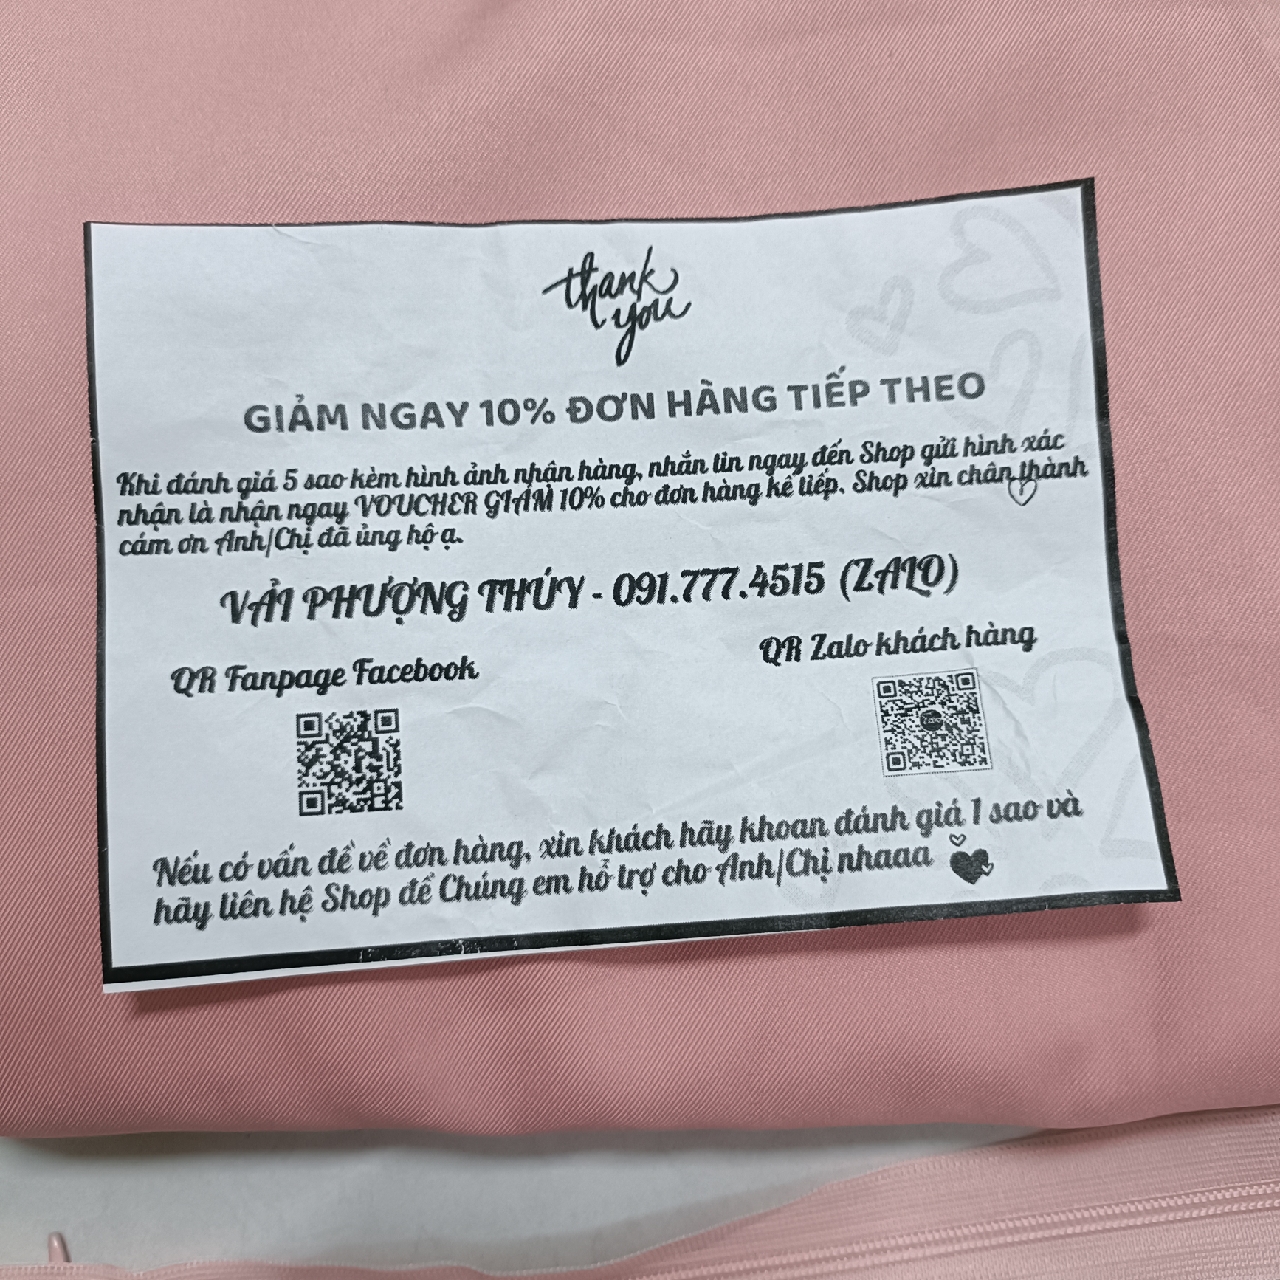 thank
you
GIẢM NGAY 10% ĐƠN HÀNG TIẾP THEO
Khi đánh giá 5 sao kèm hình ảnh nhận hàng, nhắn tin ngay đến Shop gửi hình xác
nhận là nhận ngay VOUCHER GIẢM 10% cho đơn hàng kế tiếp. Shop xin chân thành
cám ơn Anh/Chị đã ủng hộ ạ.
VẢI PHƯỢNG THÚY - 091.777.4515 (ZALO)
QR Fanpage Facebook
QR Zalo khách hàng
Zalo
Nếu có vấn đề về đơn hàng, xin khách hãy khoan đánh giá 1 sao và
hãy liên hệ Shop để Chúng em hỗ trợ cho Anh/Chị nhaaa